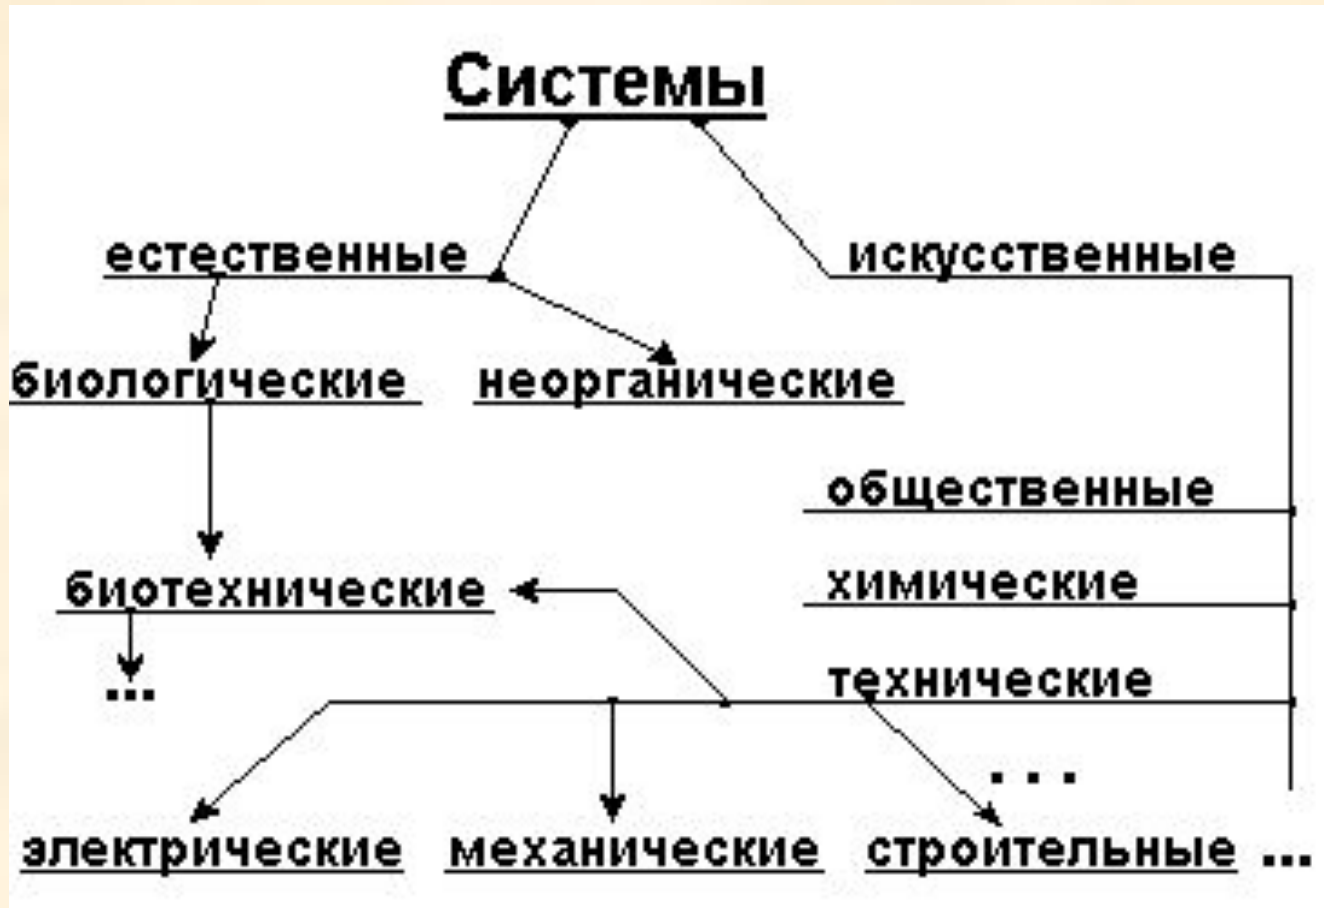 Системы
естественные искусственные
биологические неорганические
общественные
биотехнические химические
... технические
. . .
электрические механические строительные ...